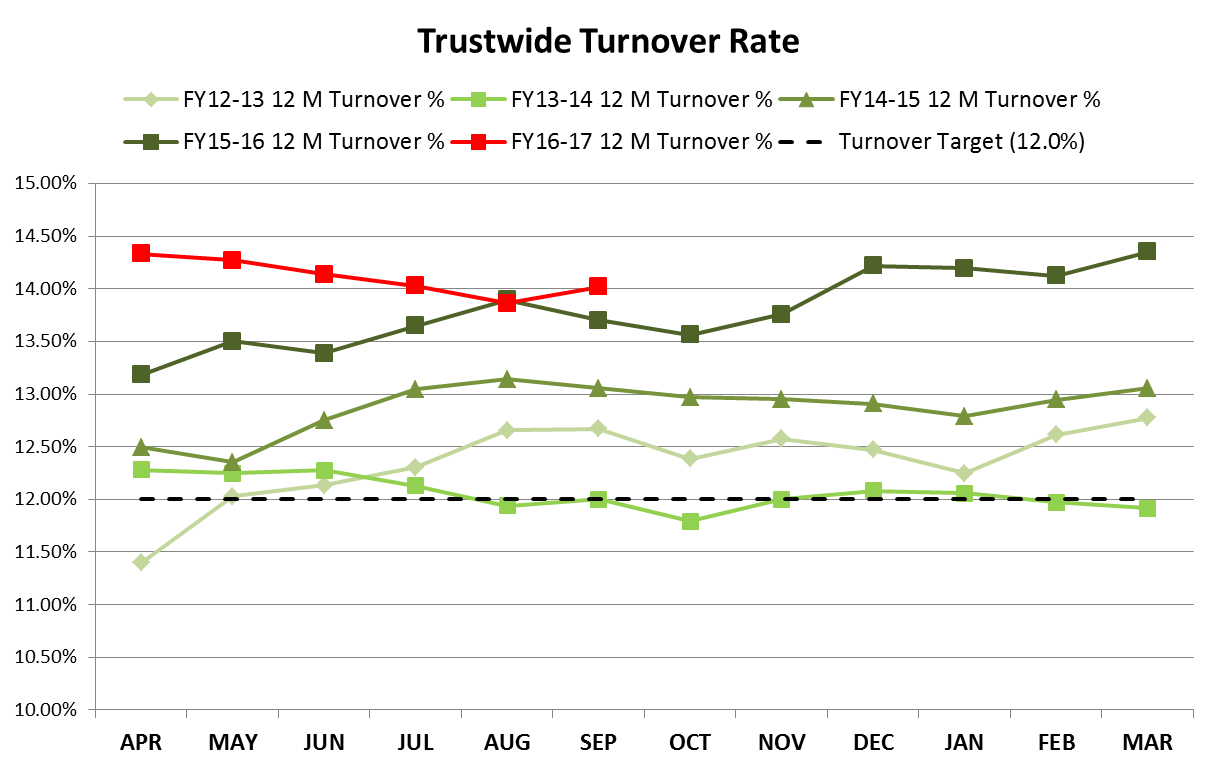 Trustwide Turnover Rate
FY12-13 12 M Turnover % FY13-14 12 M Turnover % FY14-15 12 M Turnover %
FY15-16 12 M Turnover % FY16-17 12 M Turnover % Turnover Target (12.0%)
15.00%
14.50%
14.00%
13.50%
13.00%
12.50%
12.00%
11.50%
11.00%
10.50%
10.00%
APR MAY JUN JUL AUG SEP OCT NOV DEC JAN FEB MAR